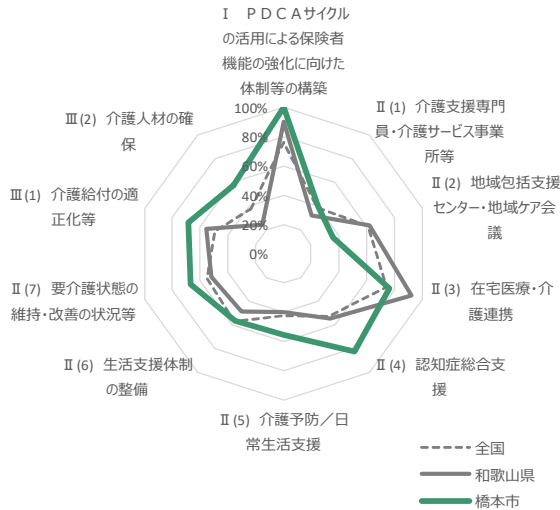 Ⅰ　ＰＤＣＡサイクル
の活用による保険者
機能の強化に向けた
体制等の構築
Ⅱ(1) 介護支援専門
員・介護サービス事業
所等
Ⅱ(2) 地域包括支援
センター・地域ケア会
議
Ⅱ(3) 在宅医療・介
護連携
Ⅱ(4) 認知症総合支
援
Ⅱ(5) 介護予防／日
常生活支援
Ⅱ(6) 生活支援体制
の整備
Ⅱ(7) 要介護状態の
維持・改善の状況等
Ⅲ(1) 介護給付の適
正化等
Ⅲ(2) 介護人材の確
保
100%
80%
60%
40%
20%
0%
全国
和歌山県
橋本市